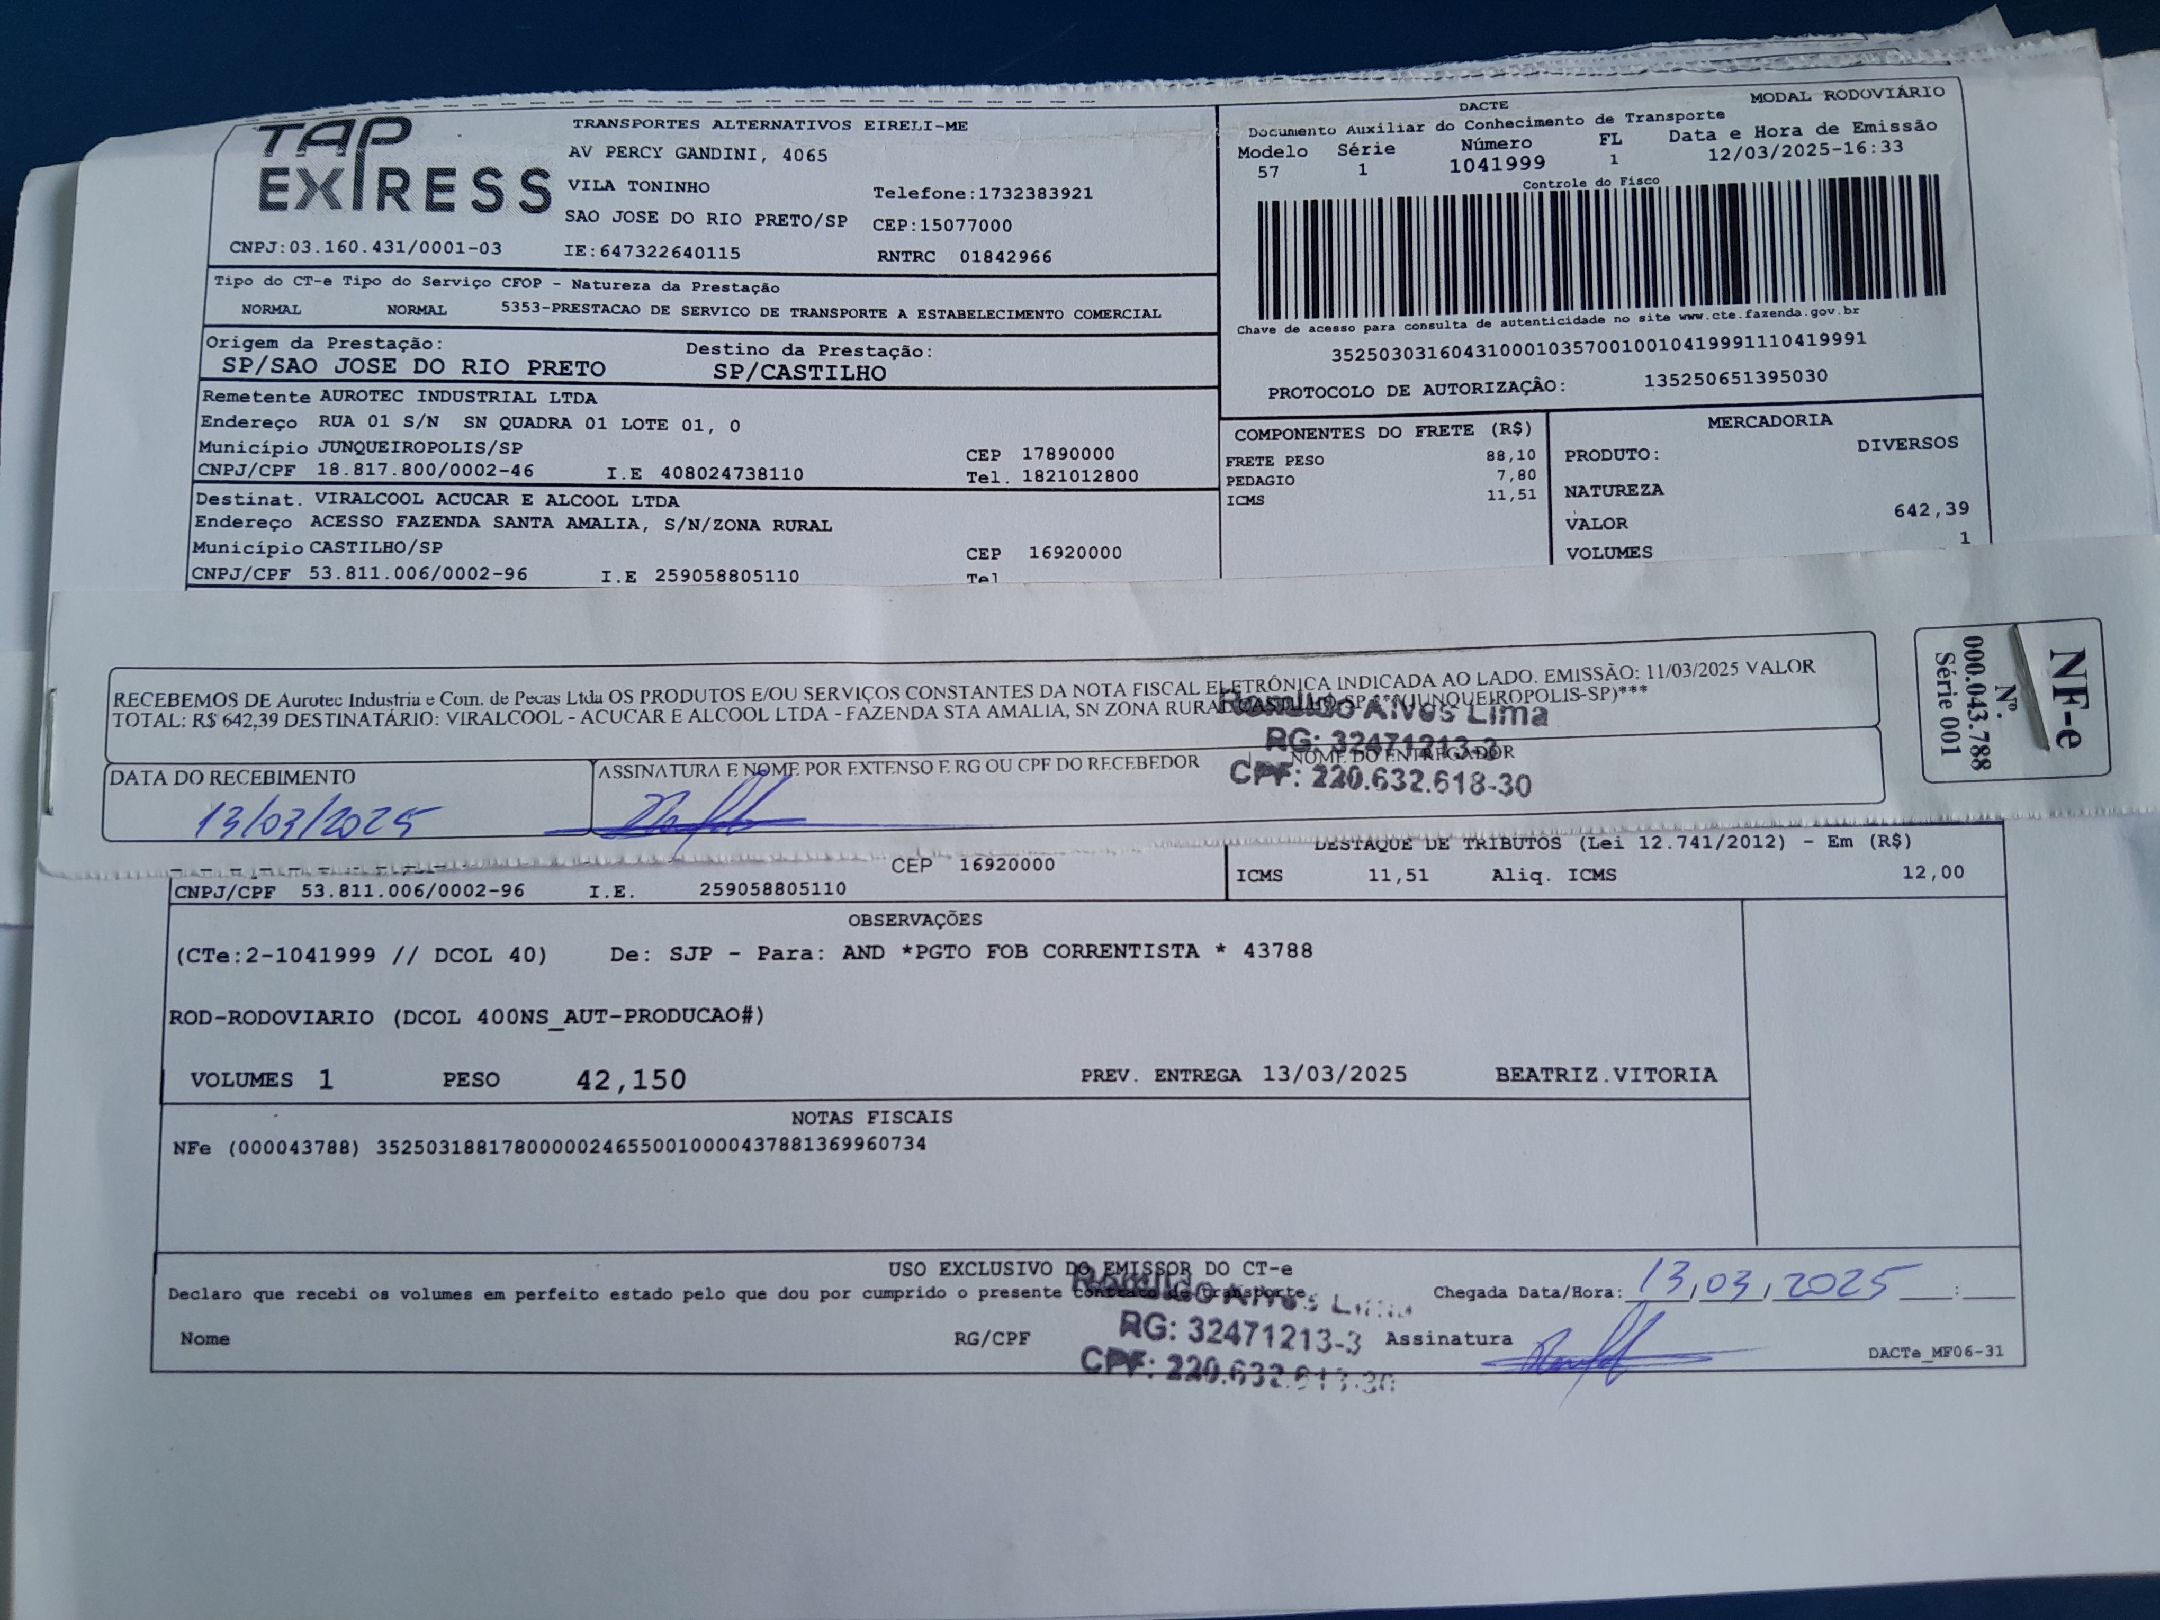 TAP EXPRESS
TRANSPORTES ALTERNATIVOS EIRELI-ME
AV PERCY GANDINI, 4065
VILA TONINHO Telefone:1732383921
SAO JOSE DO RIO PRETO/SP CEP:15077000
CNPJ:03.160.431/0001-03 IE:647322640115 RNTRC 01842966
DACTE MODAL RODOVIÁRIO
Documento Auxiliar do Conhecimento de Transporte
Modelo Série Número FL Data e Hora de Emissão
57 1 1041999 1 12/03/2025-16:33
Controle do Fisco
Chave de acesso para consulta de autenticidade no site www.cte.fazenda.gov.br
35250303160431000103570010010419991110419991
PROTOCOLO DE AUTORIZAÇÃO: 135250651395030
Tipo do CT-e Tipo do Serviço CFOP - Natureza da Prestação
NORMAL NORMAL 5353-PRESTACAO DE SERVICO DE TRANSPORTE A ESTABELECIMENTO COMERCIAL
Origem da Prestação: Destino da Prestação:
SP/SAO JOSE DO RIO PRETO SP/CASTILHO
Remetente AUROTEC INDUSTRIAL LTDA
Endereço RUA 01 S/N SN QUADRA 01 LOTE 01, 0
Município JUNQUEIROPOLIS/SP CEP 17890000
CNPJ/CPF 18.817.800/0002-46 I.E 408024738110 Tel. 1821012800
Destinat. VIRALCOOL ACUCAR E ALCOOL LTDA
Endereço ACESSO FAZENDA SANTA AMALIA, S/N/ZONA RURAL
Município CASTILHO/SP CEP 16920000
CNPJ/CPF 53.811.006/0002-96 I.E 259058805110 Tel
COMPONENTES DO FRETE (R$)
FRETE PESO 88,10
PEDAGIO 7,80
ICMS 11,51
MERCADORIA
PRODUTO: DIVERSOS
NATUREZA
VALOR 642,39
VOLUMES 1
RECEBEMOS DE Aurotec Industria e Com. de Pecas Ltda OS PRODUTOS E/OU SERVIÇOS CONSTANTES DA NOTA FISCAL ELETRÔNICA INDICADA AO LADO. EMISSÃO: 11/03/2025 VALOR
TOTAL: R$ 642,39 DESTINATÁRIO: VIRALCOOL - ACUCAR E ALCOOL LTDA - FAZENDA STA AMALIA, SN ZONA RURAL CASTILHO-SP (JUNQUEIROPOLIS-SP)***
Romildo Alves Lima
RG: 32471213-3
CPF: 220.632.618-30
DATA DO RECEBIMENTO ASSINATURA E NOME POR EXTENSO E RG OU CPF DO RECEBEDOR NOME DO ENTREGADOR
13/03/2025
NF-e
Nº.
000.043.788
Série 001
CEP 16920000
CNPJ/CPF 53.811.006/0002-96 I.E. 259058805110
DESTAQUE DE TRIBUTOS (Lei 12.741/2012) - Em (R$)
ICMS 11,51 Aliq. ICMS 12,00
OBSERVAÇÕES
(CTe:2-1041999 // DCOL 40) De: SJP - Para: AND *PGTO FOB CORRENTISTA * 43788
ROD-RODOVIARIO (DCOL 400NS_AUT-PRODUCAO#)
VOLUMES 1 PESO 42,150 PREV. ENTREGA 13/03/2025 BEATRIZ.VITORIA
NOTAS FISCAIS
NFe (000043788) 35250318817800000246550010000437881369960734
USO EXCLUSIVO DO EMISSOR DO CT-e
Declaro que recebi os volumes em perfeito estado pelo que dou por cumprido o presente contrato de transporte. Chegada Data/Hora: 13/03/2025 :
Romildo Alves Lima
RG: 32471213-3
CPF: 220.632.618-30
Nome RG/CPF Assinatura
DACTe_MF06-31